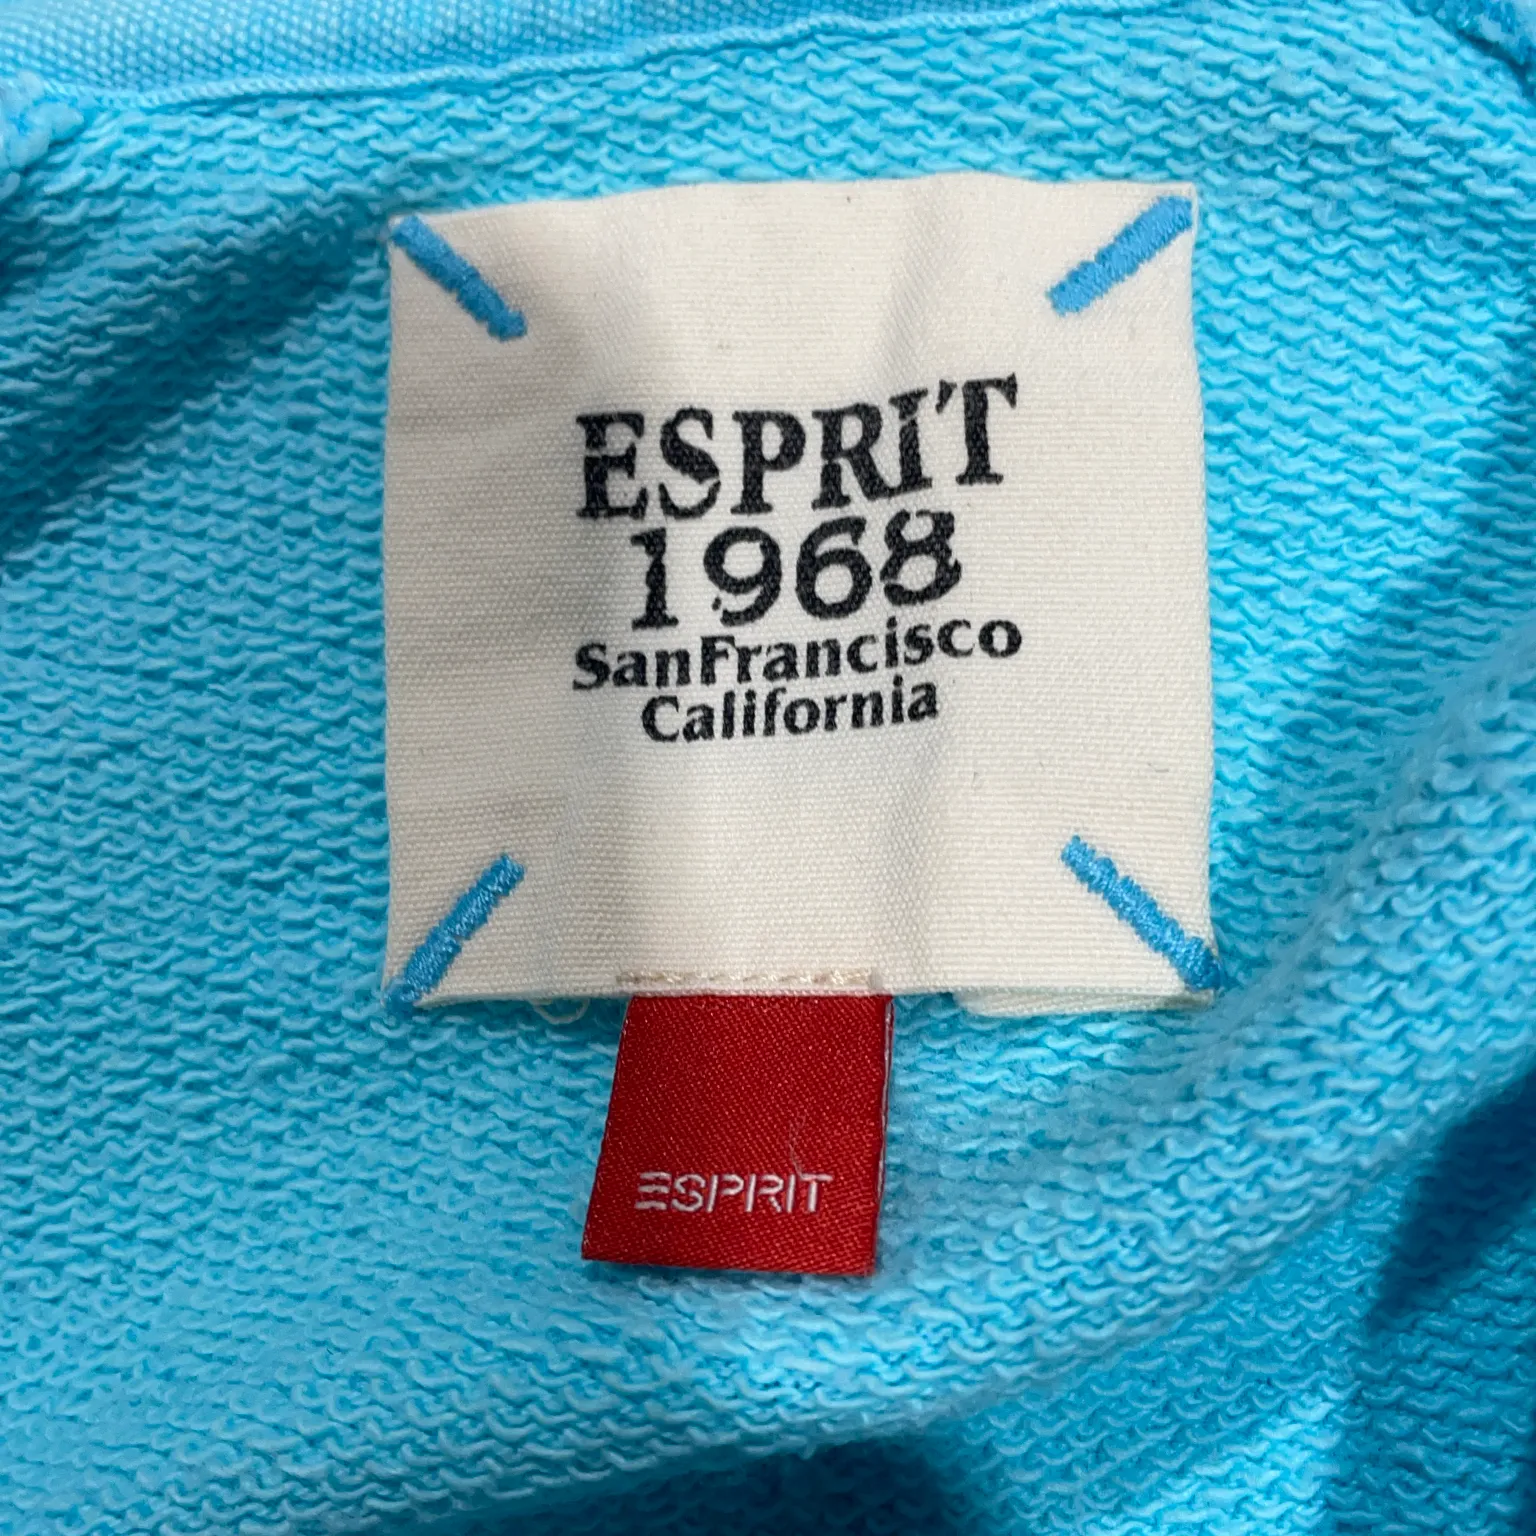 ESPRIT
1968
SanFrancisco
California
ESPRIT